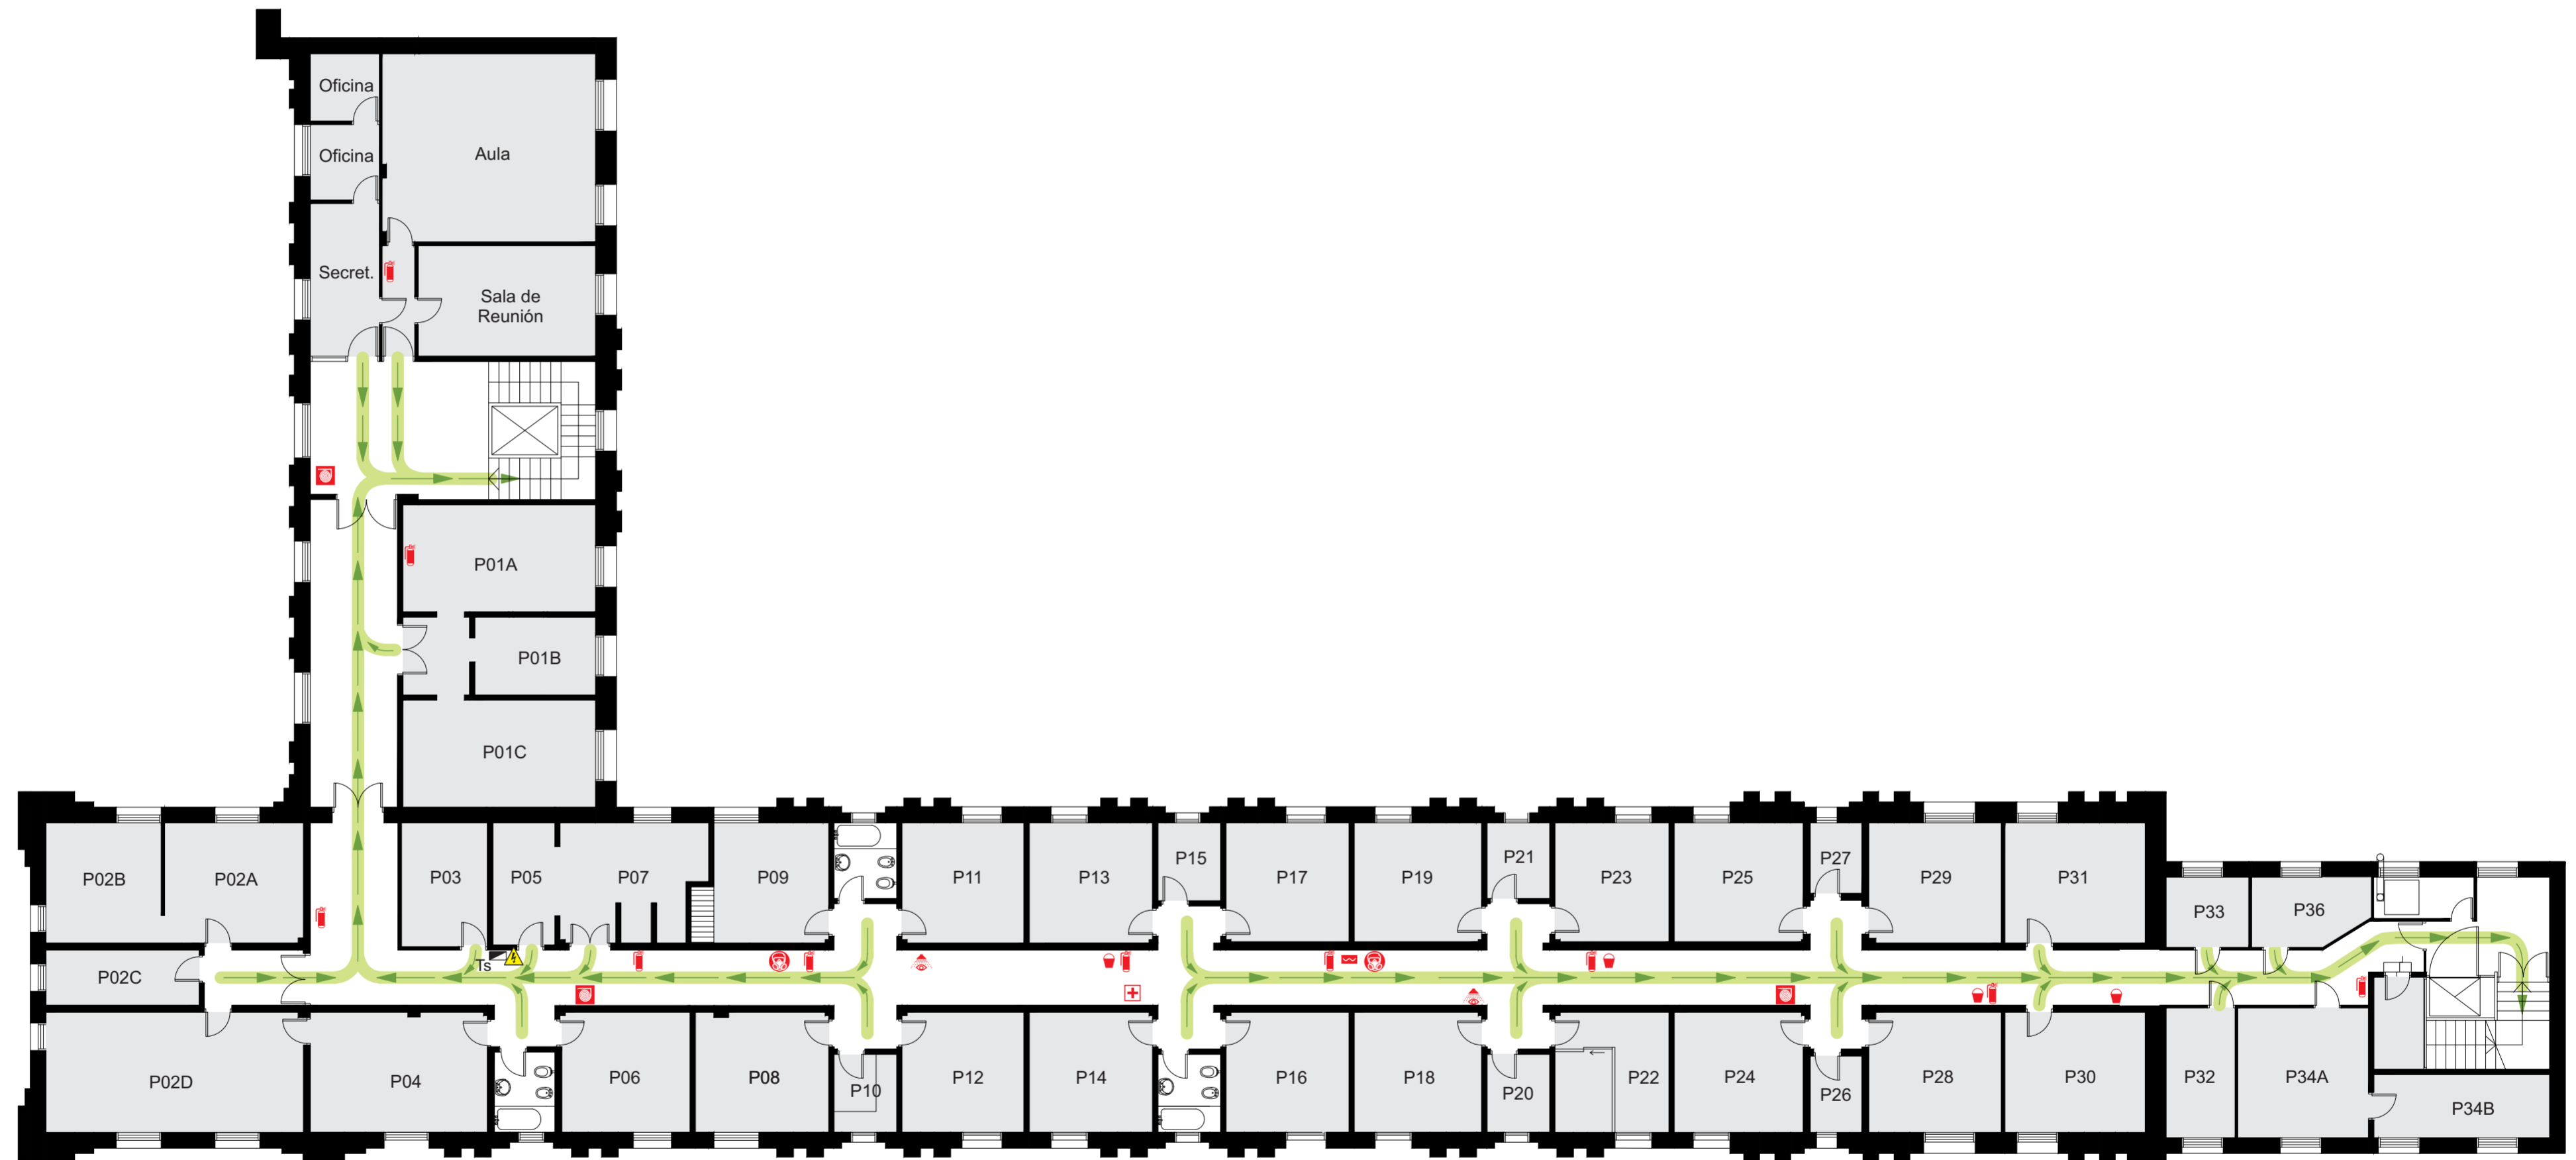 Oficina
Oficina
Aula
Secret.
Sala de
Reunión
P01A
P01B
P01C
P02B
P02A
P03
P05
P07
P09
P11
P13
P15
P17
P19
P21
P23
P25
P27
P29
P31
P33
P36
P02C
Ts
P02D
P04
P06
P08
P10
P12
P14
P16
P18
P20
P22
P24
P26
P28
P30
P32
P34A
P34B